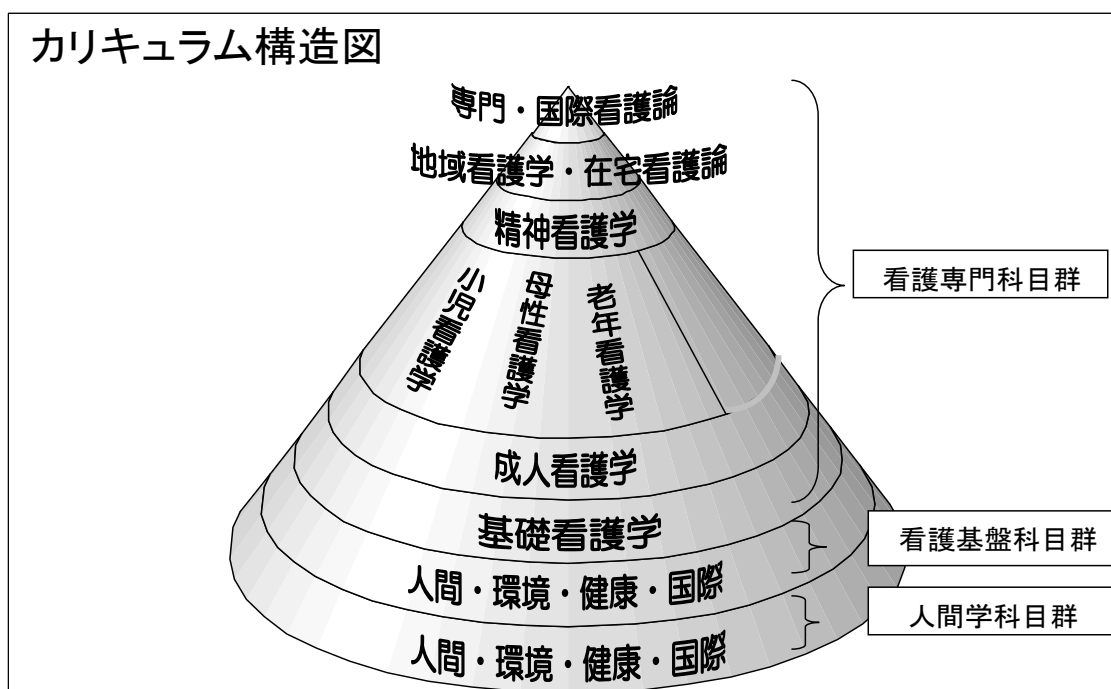 カリキュラム構造図
専門・国際看護論
地域看護学・在宅看護論
精神看護学
小児看護学
母性看護学
老年看護学
成人看護学
基礎看護学
人間・環境・健康・国際
人間・環境・健康・国際
看護専門科目群
看護基盤科目群
人間学科目群